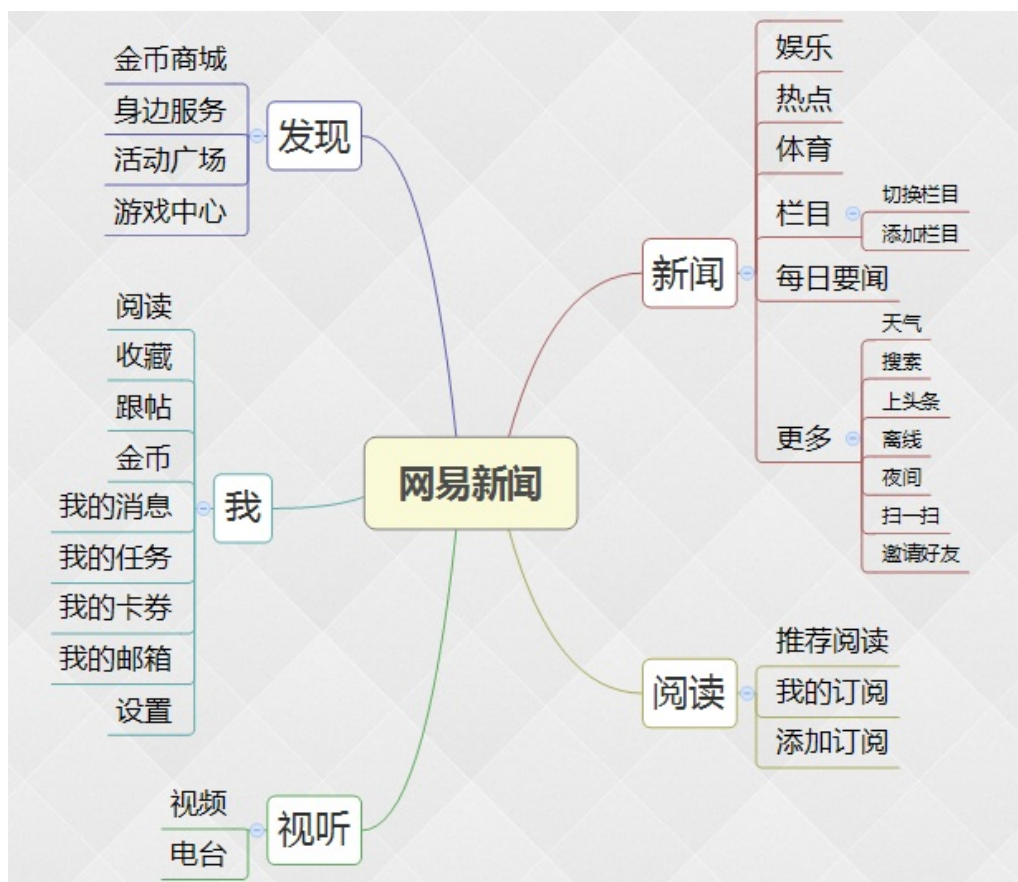 网易新闻
新闻
娱乐
热点
体育
栏目
切换栏目
添加栏目
每日要闻
更多
天气
搜素
上头条
离线
夜间
扫一扫
邀请好友
阅读
推荐阅读
我的订阅
添加订阅
视听
视频
电台
我
阅读
收藏
跟帖
金币
我的消息
我的任务
我的卡券
我的邮箱
设置
发现
金币商城
身边服务
活动广场
游戏中心